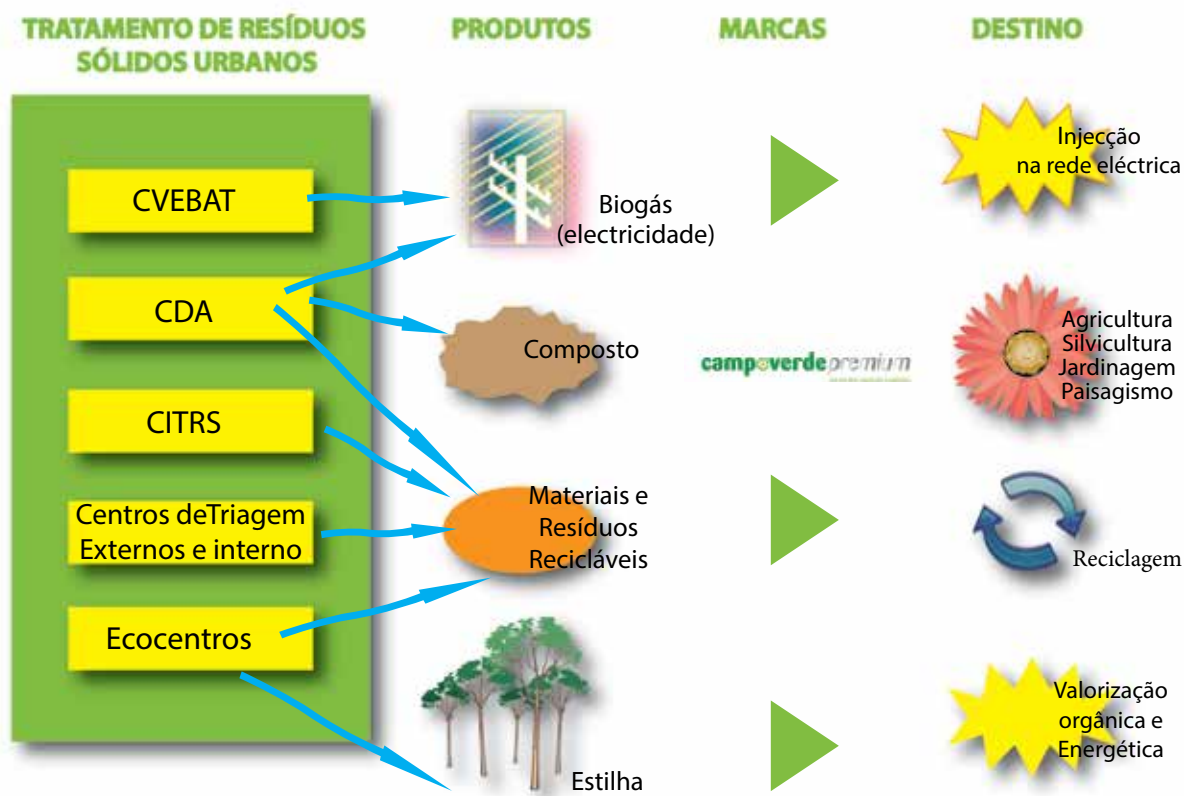 TRATAMENTO DE RESÍDUOS
SÓLIDOS URBANOS
PRODUTOS
MARCAS
DESTINO
CVEBAT
Biogás
(electricidade)
Injecção
na rede eléctrica
CDA
Composto
campoverdepremium
Agricultura
Silvicultura
Jardinagem
Paisagismo
CITRS
Centros deTriagem
Externos e interno
Materiais e
Resíduos
Recicláveis
Reciclagem
Ecocentros
Estilha
Valorização
orgânica e
Energética